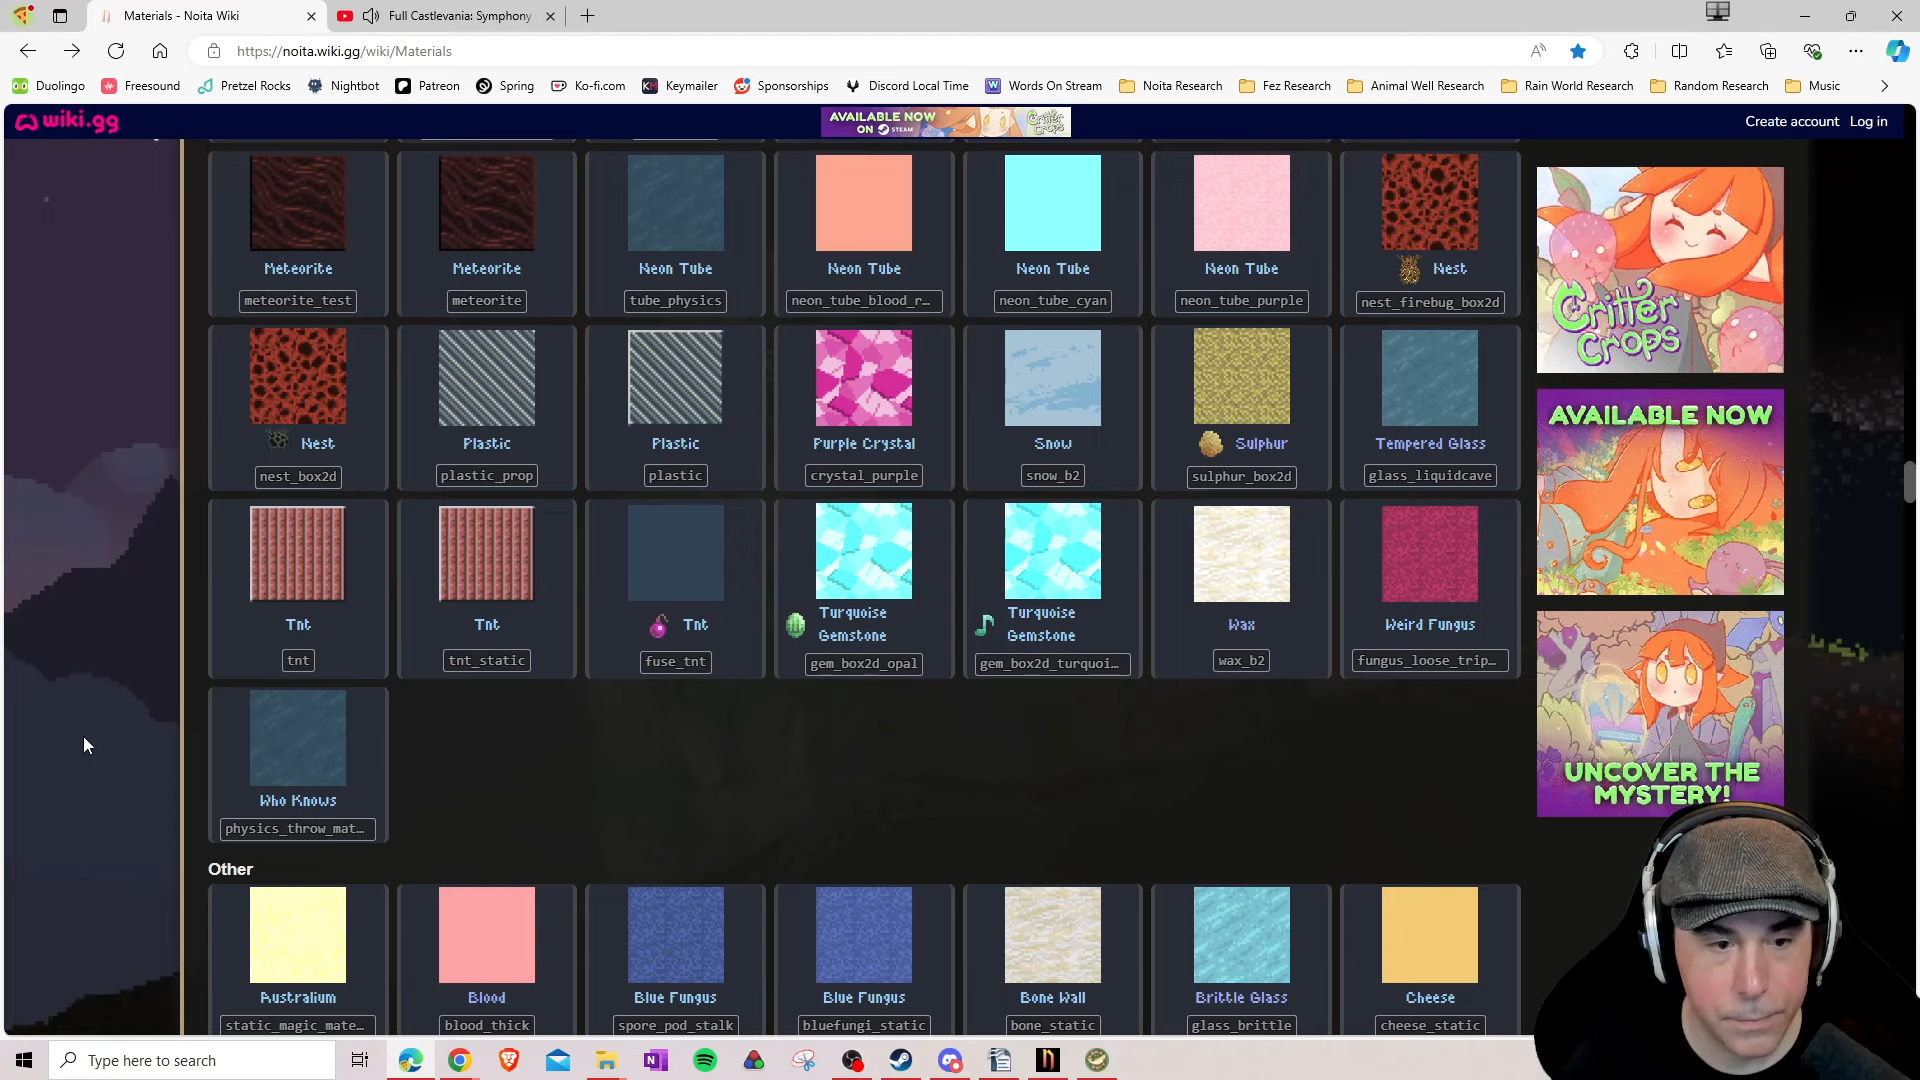 Materials - Noita Wiki
Full Castlevania: Symphony
https://noita.wiki.gg/wiki/Materials
Duolingo
Freesound
Pretzel Rocks
Nightbot
Patreon
Spring
Ko-fi.com
Keymailer
Sponsorships
Discord Local Time
Words On Stream
Noita Research
Fez Research
Animal Well Research
Rain World Research
Random Research
Music
wiki.gg
AVAILABLE NOW
ON STEAM
Critter Crops
Create account
Log in
Meteorite
Meteorite
Neon Tube
Neon Tube
Neon Tube
Neon Tube
Nest
meteorite_test
meteorite
tube_physics
neon_tube_blood_r...
neon_tube_cyan
neon_tube_purple
nest_firebug_box2d
Critter
Crops
Nest
Plastic
Plastic
Purple Crystal
Snow
Sulphur
Tempered Glass
nest_box2d
plastic_prop
plastic
crystal_purple
snow_b2
sulphur_box2d
glass_liquidcave
AVAILABLE NOW
Tnt
Tnt
Tnt
Turquoise
Gemstone
Turquoise
Gemstone
Wax
Weird Fungus
tnt
tnt_static
fuse_tnt
gem_box2d_opal
gem_box2d_turquoi...
wax_b2
fungus_loose_trip...
UNCOVER THE
MYSTERY!
Who Knows
physics_throw_mat...
Other
Australium
Blood
Blue Fungus
Blue Fungus
Bone Wall
Brittle Glass
Cheese
static_magic_mate...
blood_thick
spore_pod_stalk
bluefungi_static
bone_static
glass_brittle
cheese_static
Type here to search